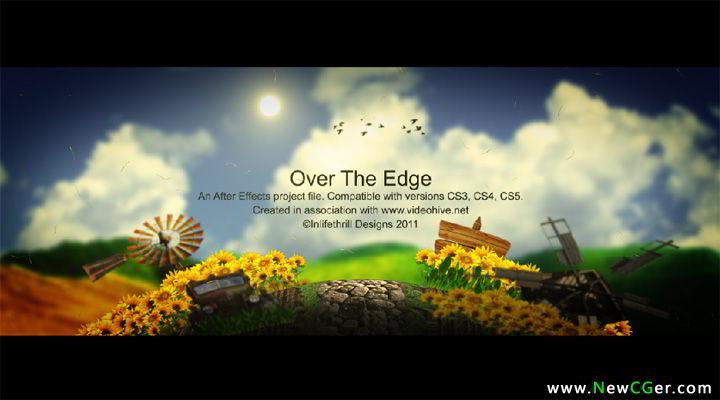 Over The Edge
An After Effects project file. Compatible with versions CS3, CS4, CS5.
Created in association with www.videohive.net
©Inlifethrill Designs 2011
www.NewCGer.com